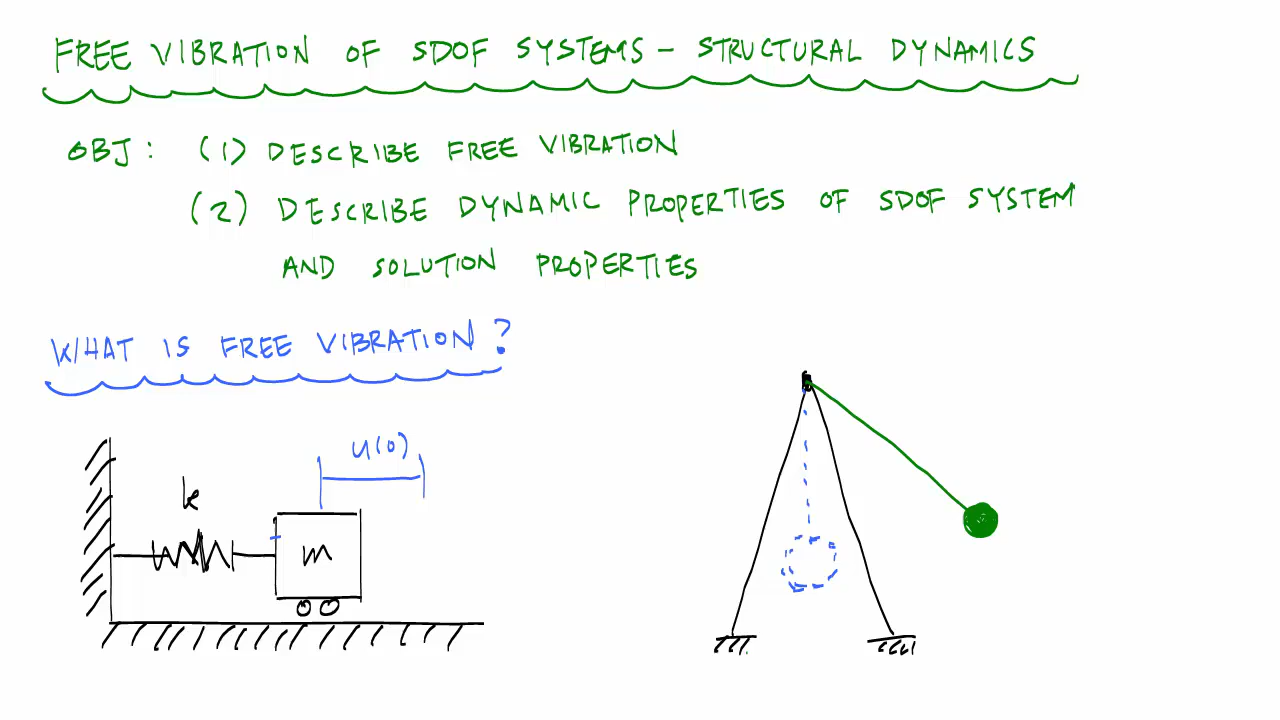 FREE VIBRATION OF SDOF SYSTEMS - STRUCTURAL DYNAMICS
OBJ: (1) DESCRIBE FREE VIBRATION
(2) DESCRIBE DYNAMIC PROPERTIES OF SDOF SYSTEM
AND SOLUTION PROPERTIES
WHAT IS FREE VIBRATION?
u(0)
k
m